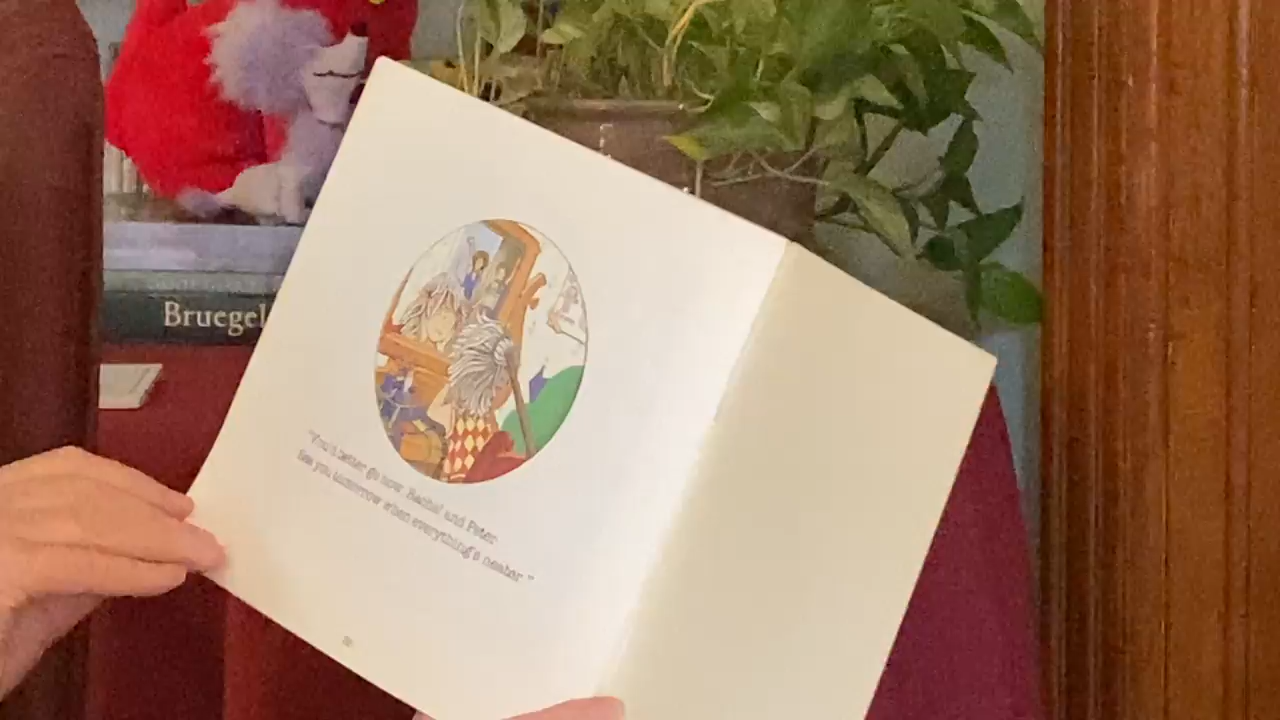 Bruegel
"You'd better go now Rachel and Peter
See you tomorrow when everything's neater."